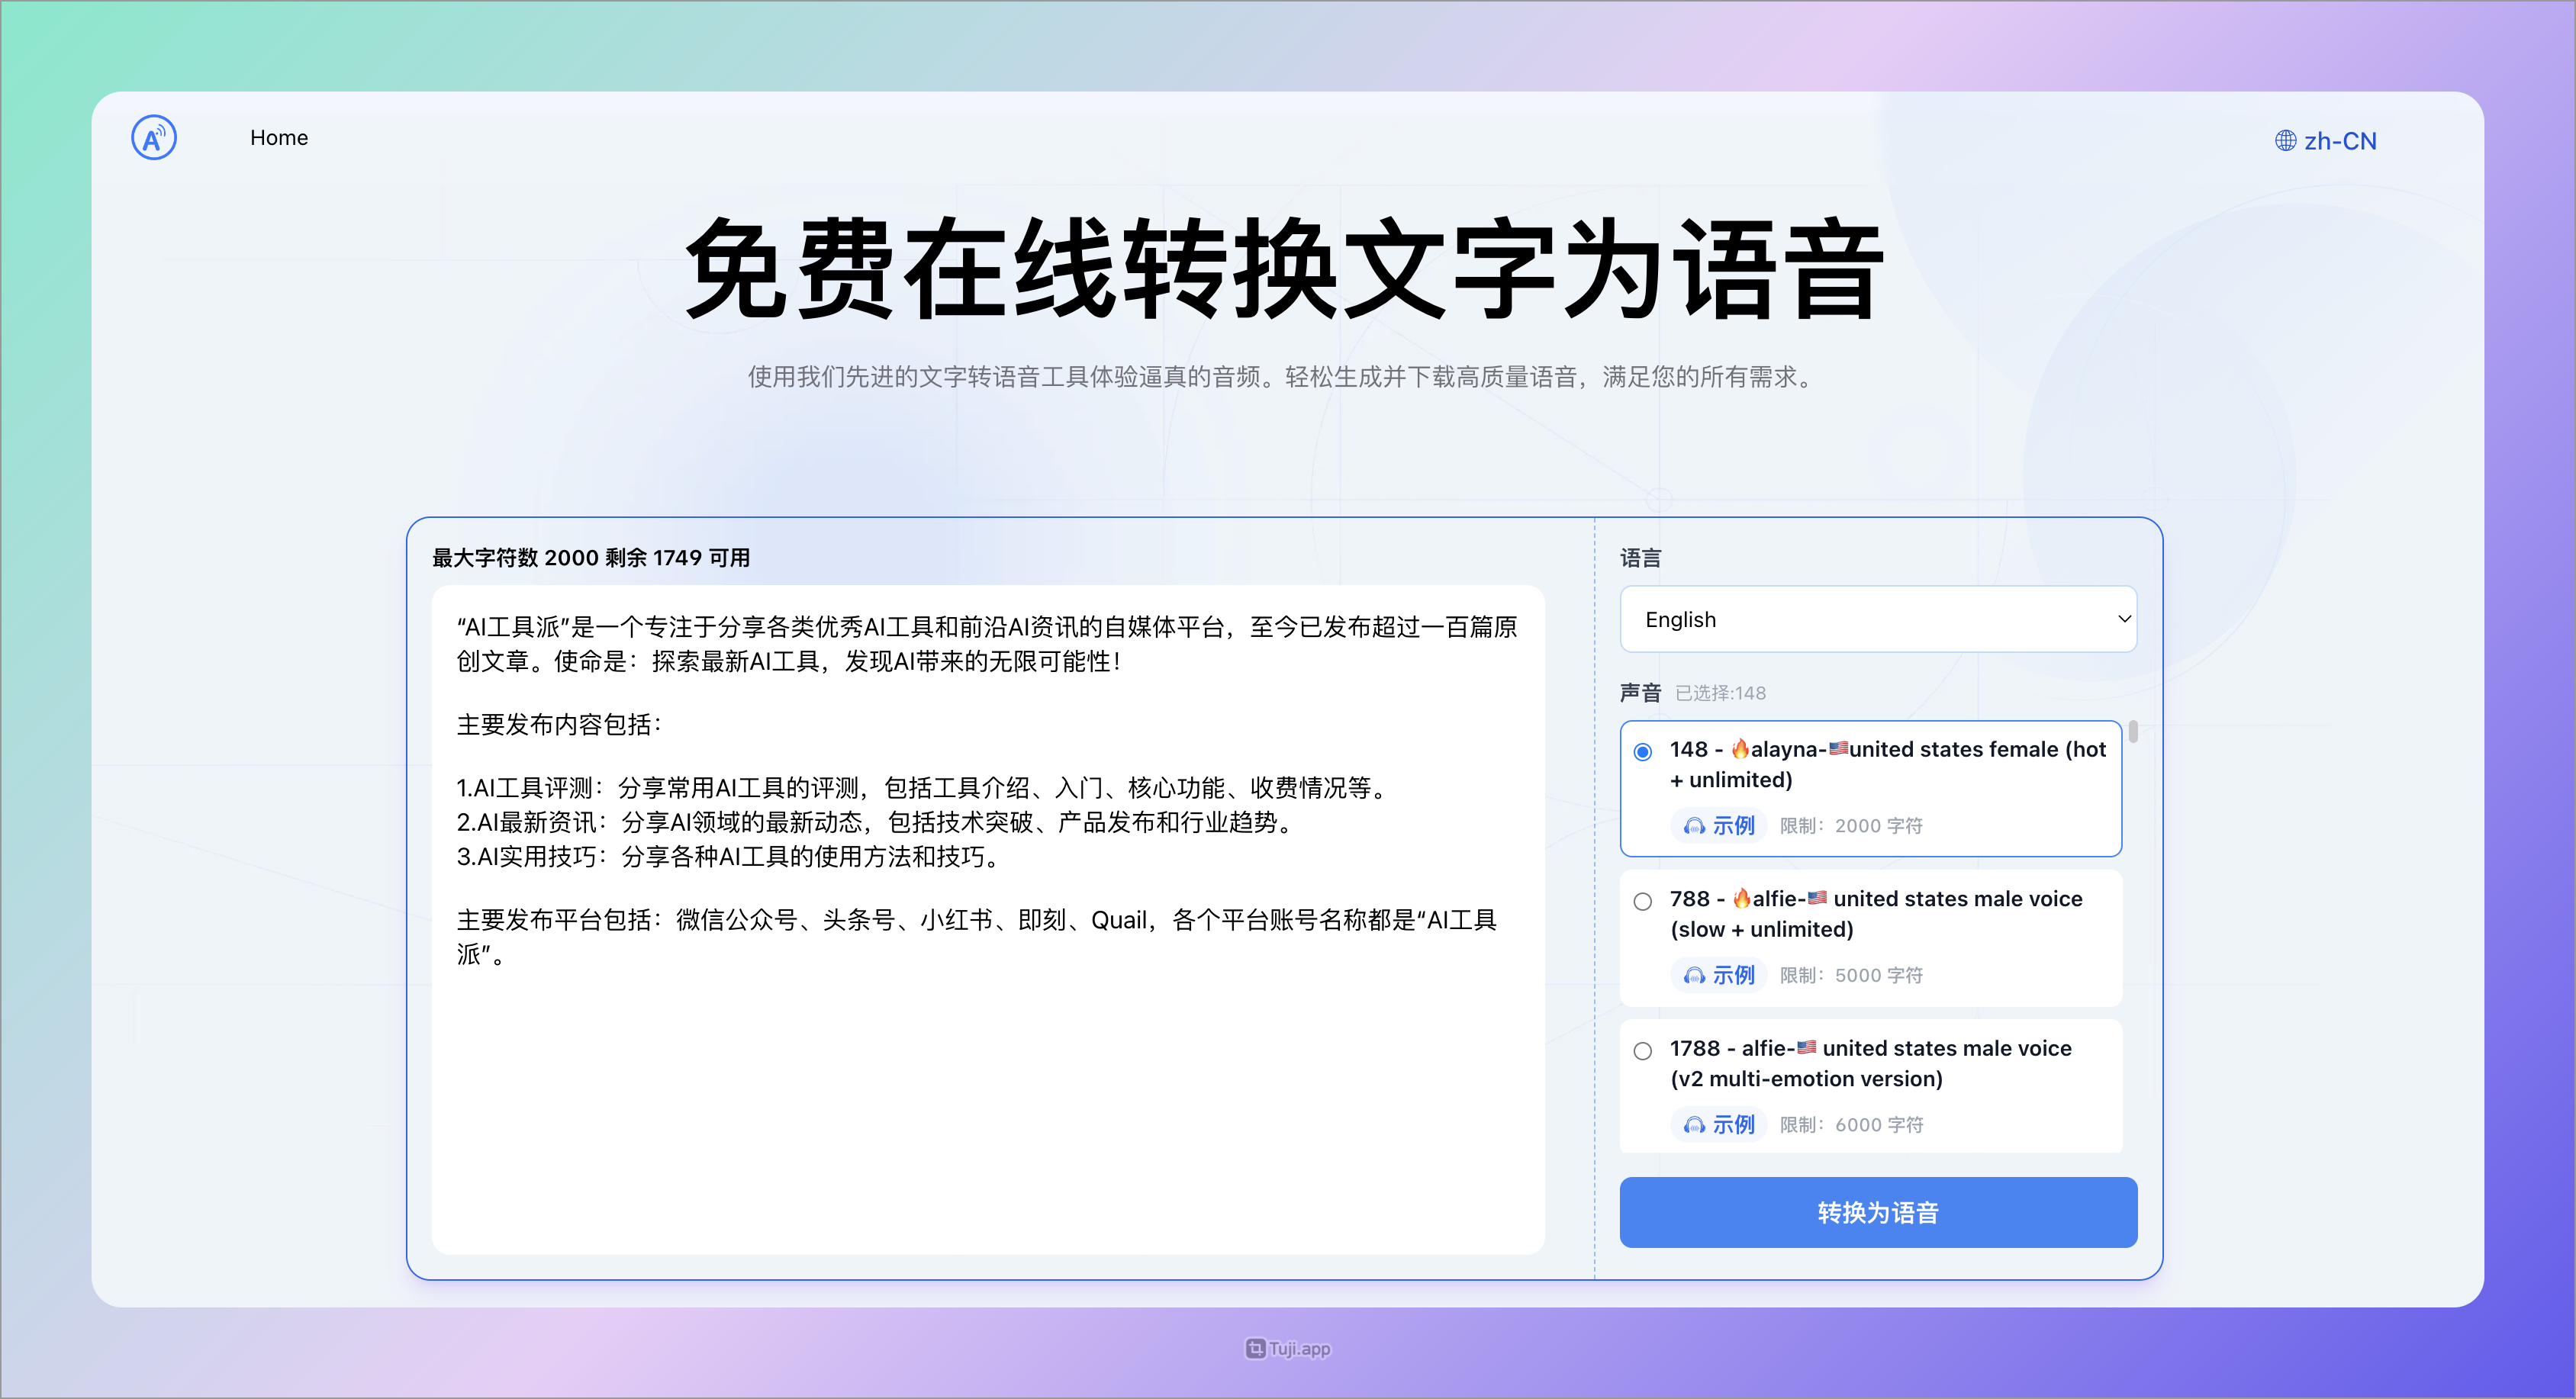 A
Home
zh-CN
免费在线转换文字为语音
使用我们先进的文字转语音工具体验逼真的音频。轻松生成并下载高质量语音，满足您的所有需求。
最大字符数 2000 剩余 1749 可用
“AI工具派”是一个专注于分享各类优秀AI工具和前沿AI资讯的自媒体平台，至今已发布超过一百篇原
创文章。使命是：探索最新AI工具，发现AI带来的无限可能性！
主要发布内容包括：
1.AI工具评测：分享常用AI工具的评测，包括工具介绍、入门、核心功能、收费情况等。
2.AI最新资讯：分享AI领域的最新动态，包括技术突破、产品发布和行业趋势。
3.AI实用技巧：分享各种AI工具的使用方法和技巧。
主要发布平台包括：微信公众号、头条号、小红书、即刻、Quail，各个平台账号名称都是“AI工具
派”。
语言
English
声音 已选择:148
148 - 🔥alayna-🇺🇸united states female (hot
+ unlimited)
示例 限制：2000 字符
788 - 🔥alfie-🇺🇸 united states male voice
(slow + unlimited)
示例 限制：5000 字符
1788 - alfie-🇺🇸 united states male voice
(v2 multi-emotion version)
示例 限制：6000 字符
转换为语音
Tuji.app